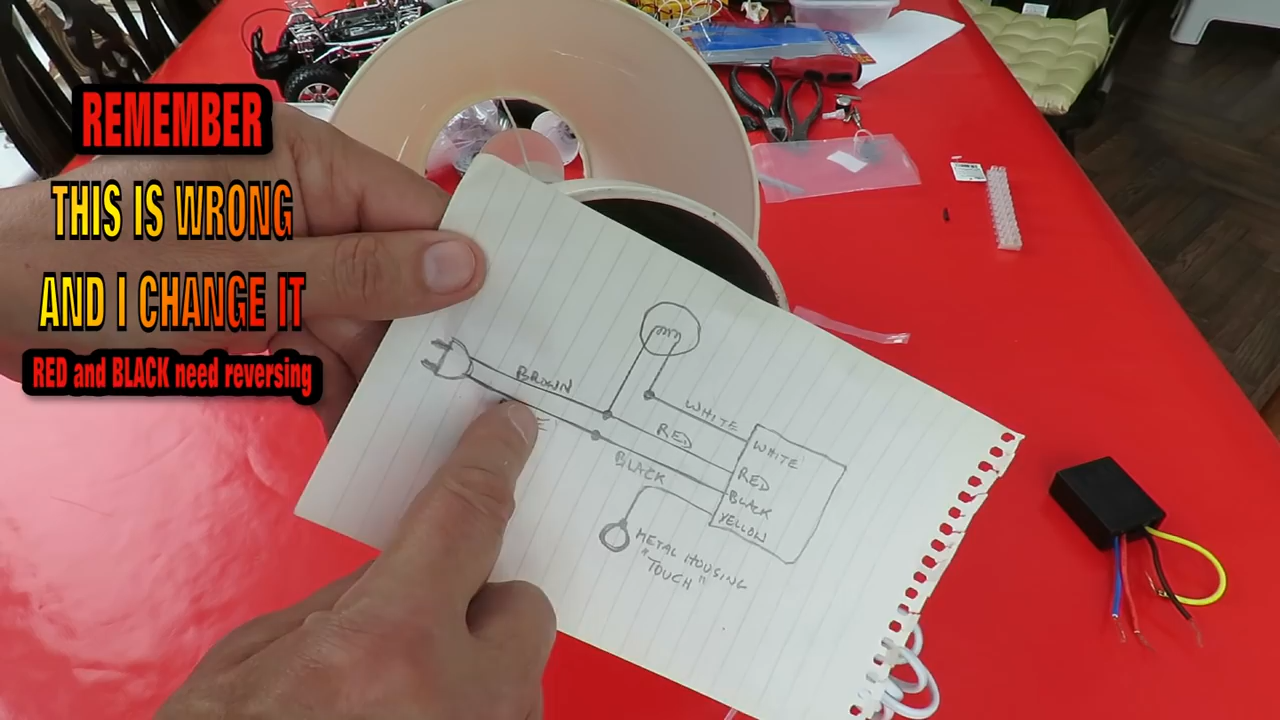 REMEMBER
THIS IS WRONG
AND I CHANGE IT
RED and BLACK need reversing
BROWN
WHITE
RED
BLACK
WHITE
RED
BLACK
YELLOW
METAL HOUSING
"TOUCH"